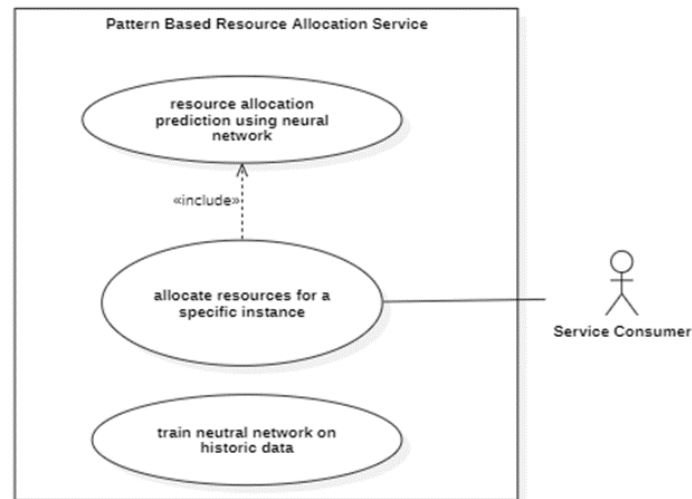 Pattern Based Resource Allocation Service
resource allocation
prediction using neural
network
«include»
allocate resources for a
specific instance
Service Consumer
train neutral network on
historic data